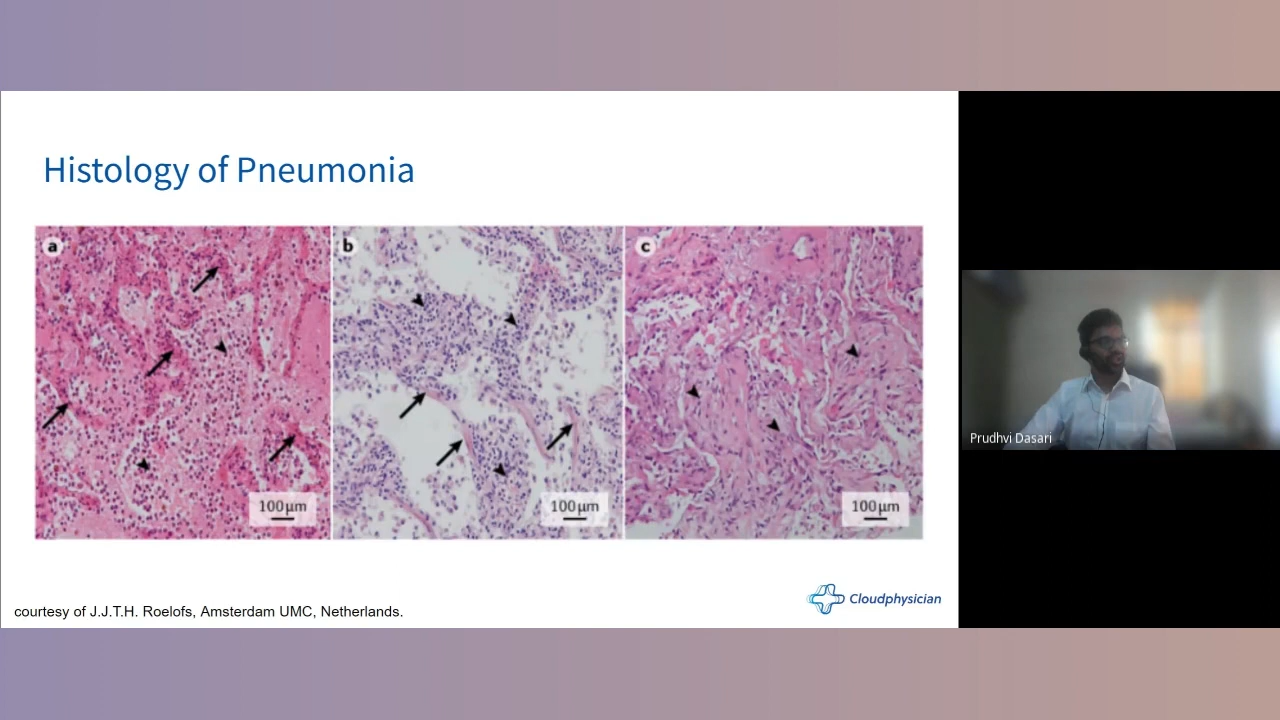 Histology of Pneumonia
a
b
c
100µm
100µm
100µm
courtesy of J.J.T.H. Roelofs, Amsterdam UMC, Netherlands.
Cloudphysician
Prudhvi Dasari